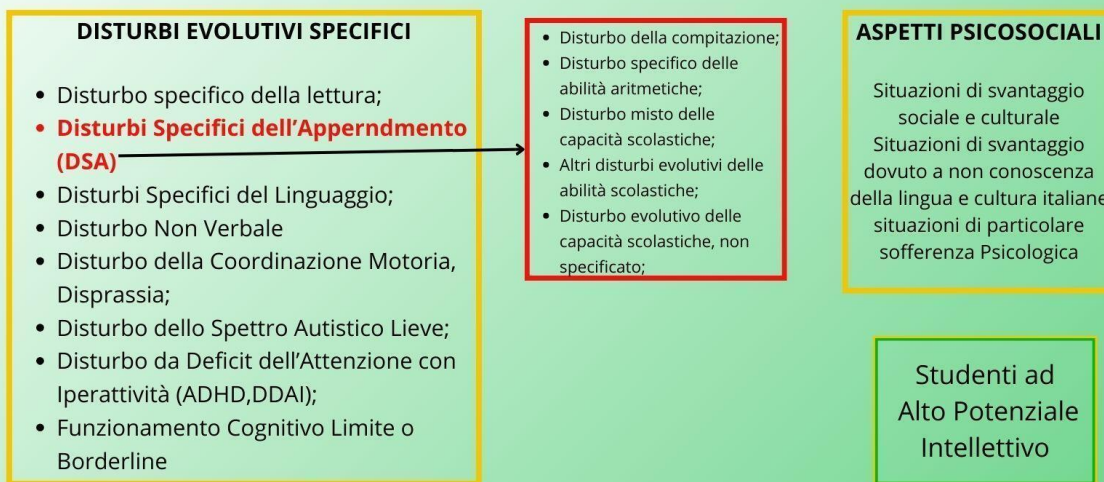 DISTURBI EVOLUTIVI SPECIFICI
• Disturbo specifico della lettura;
• Disturbi Specifici dell'Apperndmento
(DSA)
• Disturbi Specifici del Linguaggio;
• Disturbo Non Verbale
• Disturbo della Coordinazione Motoria,
Disprassia;
• Disturbo dello Spettro Autistico Lieve;
• Disturbo da Deficit dell'Attenzione con
Iperattività (ADHD,DDAI);
• Funzionamento Cognitivo Limite o
Borderline
• Disturbo della compitazione;
• Disturbo specifico delle
abilità aritmetiche;
• Disturbo misto delle
capacità scolastiche;
• Altri disturbi evolutivi delle
abilità scolastiche;
• Disturbo evolutivo delle
capacità scolastiche, non
specificato;
ASPETTI PSICOSOCIALI
Situazioni di svantaggio
sociale e culturale
Situazioni di svantaggio
dovuto a non conoscenza
della lingua e cultura italiane
situazioni di particolare
sofferenza Psicologica
Studenti ad
Alto Potenziale
Intellettivo